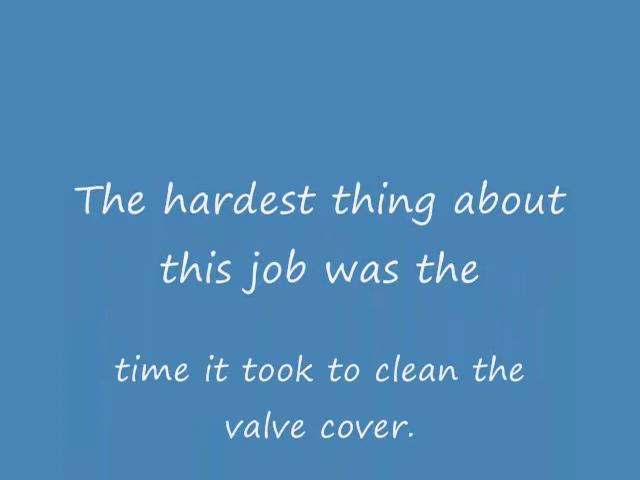 The hardest thing about
this job was the
time it took to clean the
valve cover.